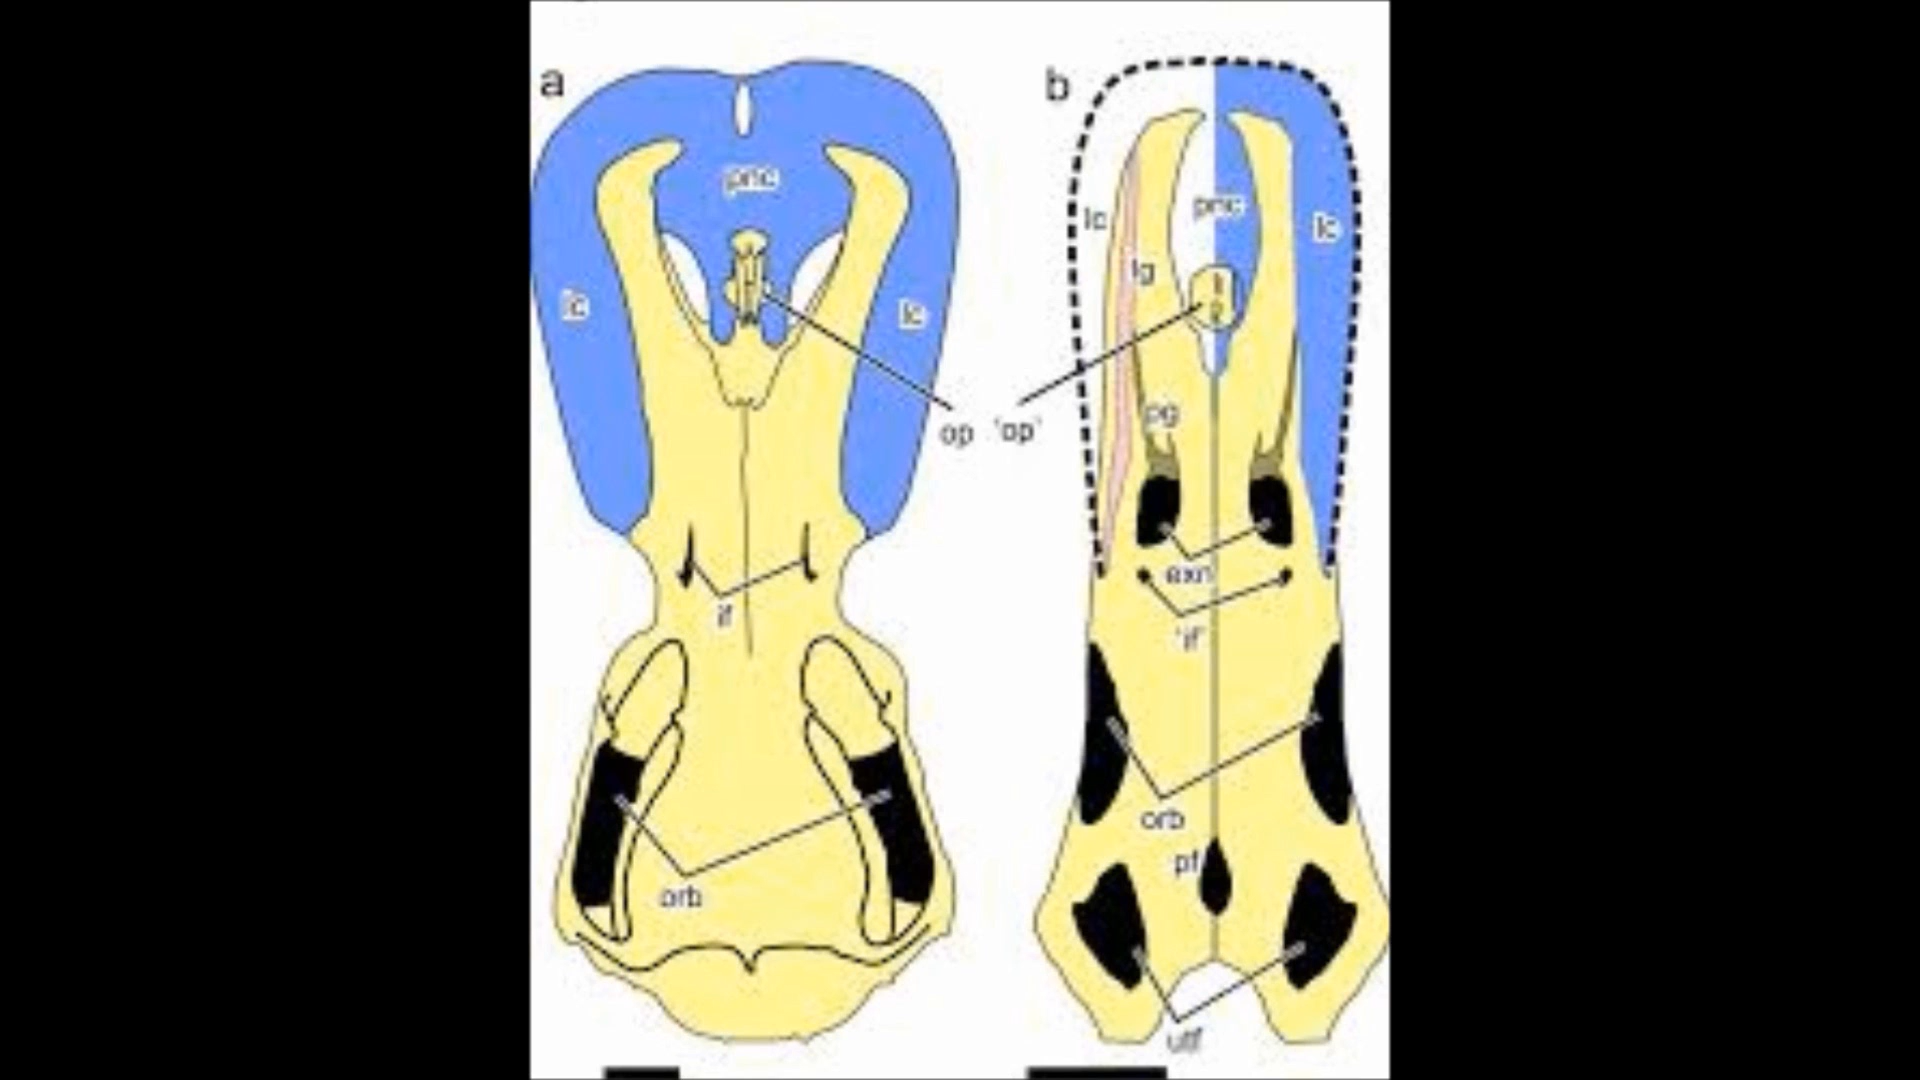 a
pnc
lc
lc
op
if
orb
b
lc
pnc
lc
lg
'op'
pg
exn
'if'
orb
pf
utf